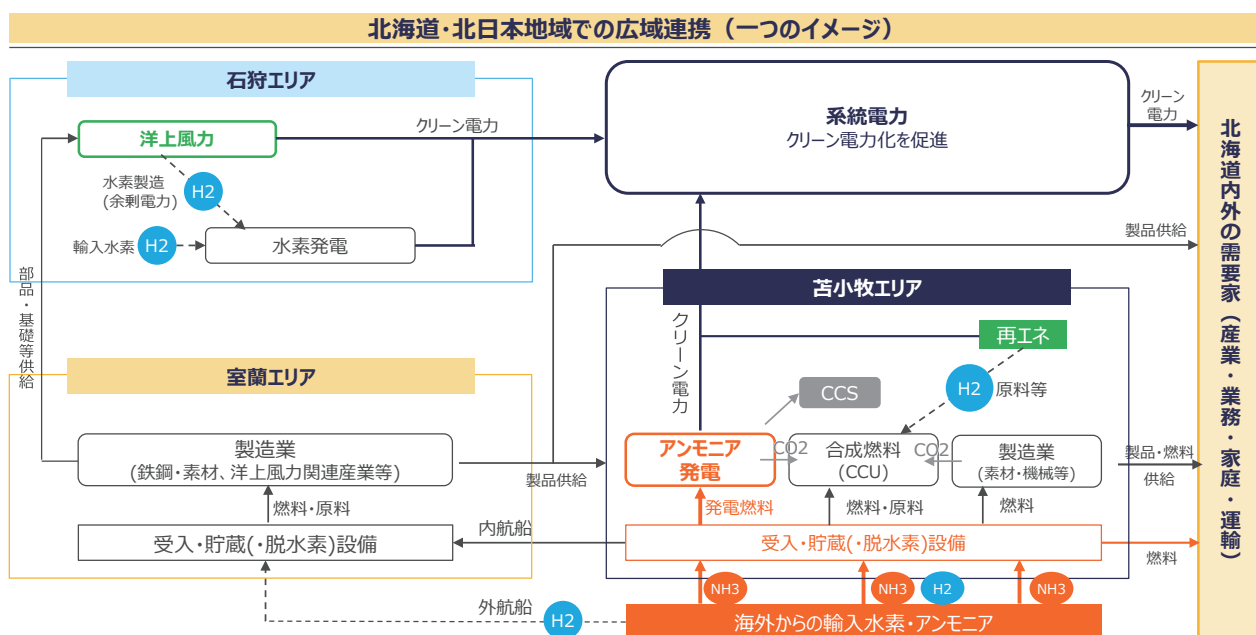 北海道・北日本地域での広域連携（一つのイメージ）
石狩エリア
洋上風力
クリーン電力
水素製造
(余剰電力)
H2
輸入水素
H2
水素発電
系統電力
クリーン電力化を促進
クリーン
電力
北海道内外の需要家（産業・業務・家庭・運輸）
製品供給
部品・基礎等供給
苫小牧エリア
クリーン電力
再エネ
H2
原料等
CCS
室蘭エリア
製造業
(鉄鋼・素材、洋上風力関連産業等)
製品供給
アンモニア
発電
CO2
合成燃料
(CCU)
CO2
製造業
(素材・機械等)
製品・燃料
供給
燃料・原料
発電燃料
燃料・原料
燃料
受入・貯蔵(・脱水素)設備
内航船
受入・貯蔵(・脱水素)設備
燃料
NH3
NH3
H2
NH3
外航船
H2
海外からの輸入水素・アンモニア